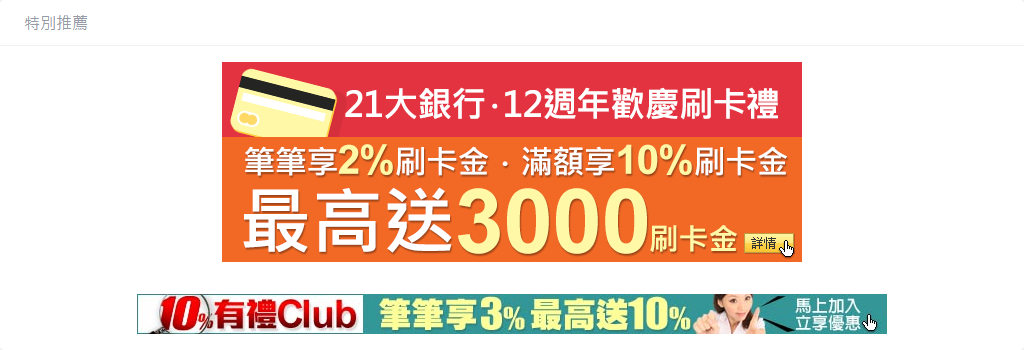 特別推薦
21大銀行‧12週年歡慶刷卡禮
筆筆享2%刷卡金‧滿額享10%刷卡金
最高送3000刷卡金 詳情
10%有禮Club 筆筆享3% 最高送10% 馬上加入
立享優惠